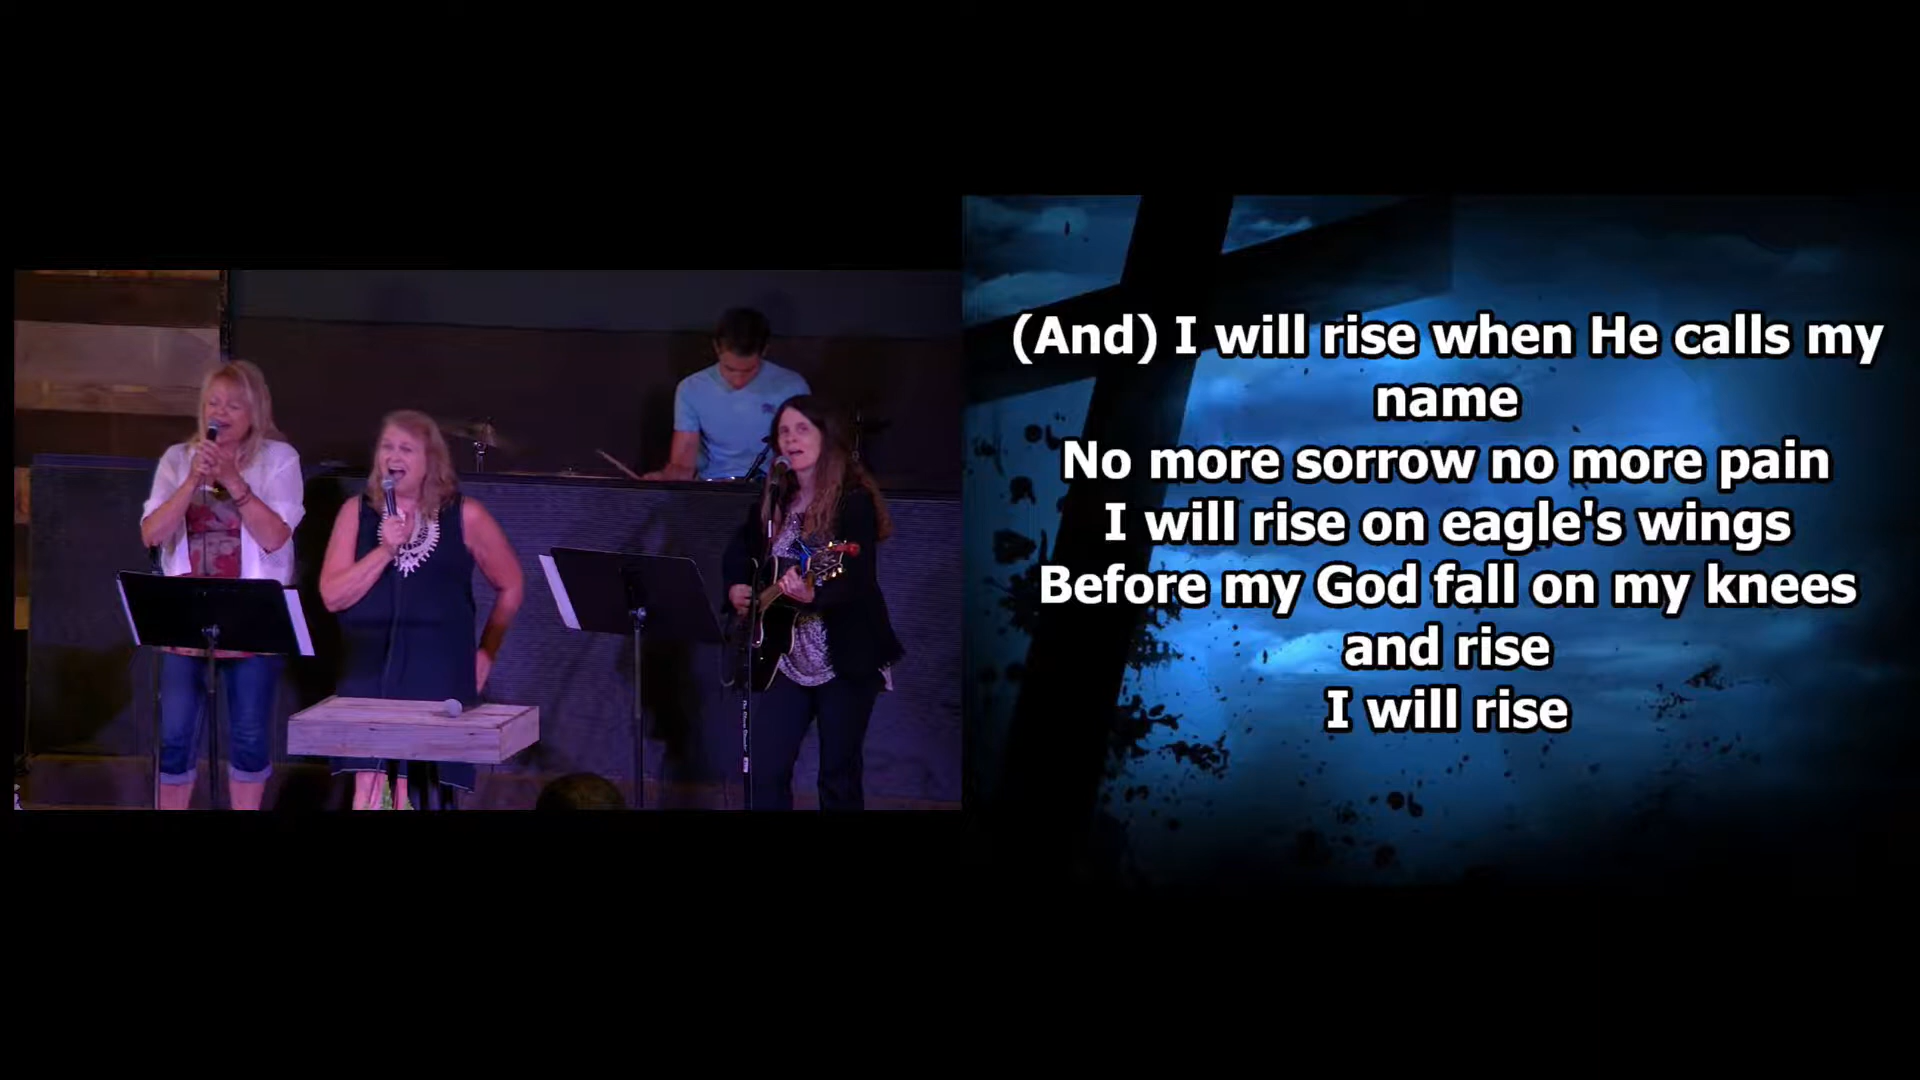 (And) I will rise when He calls my
name
No more sorrow no more pain
I will rise on eagle's wings
Before my God fall on my knees
and rise
I will rise